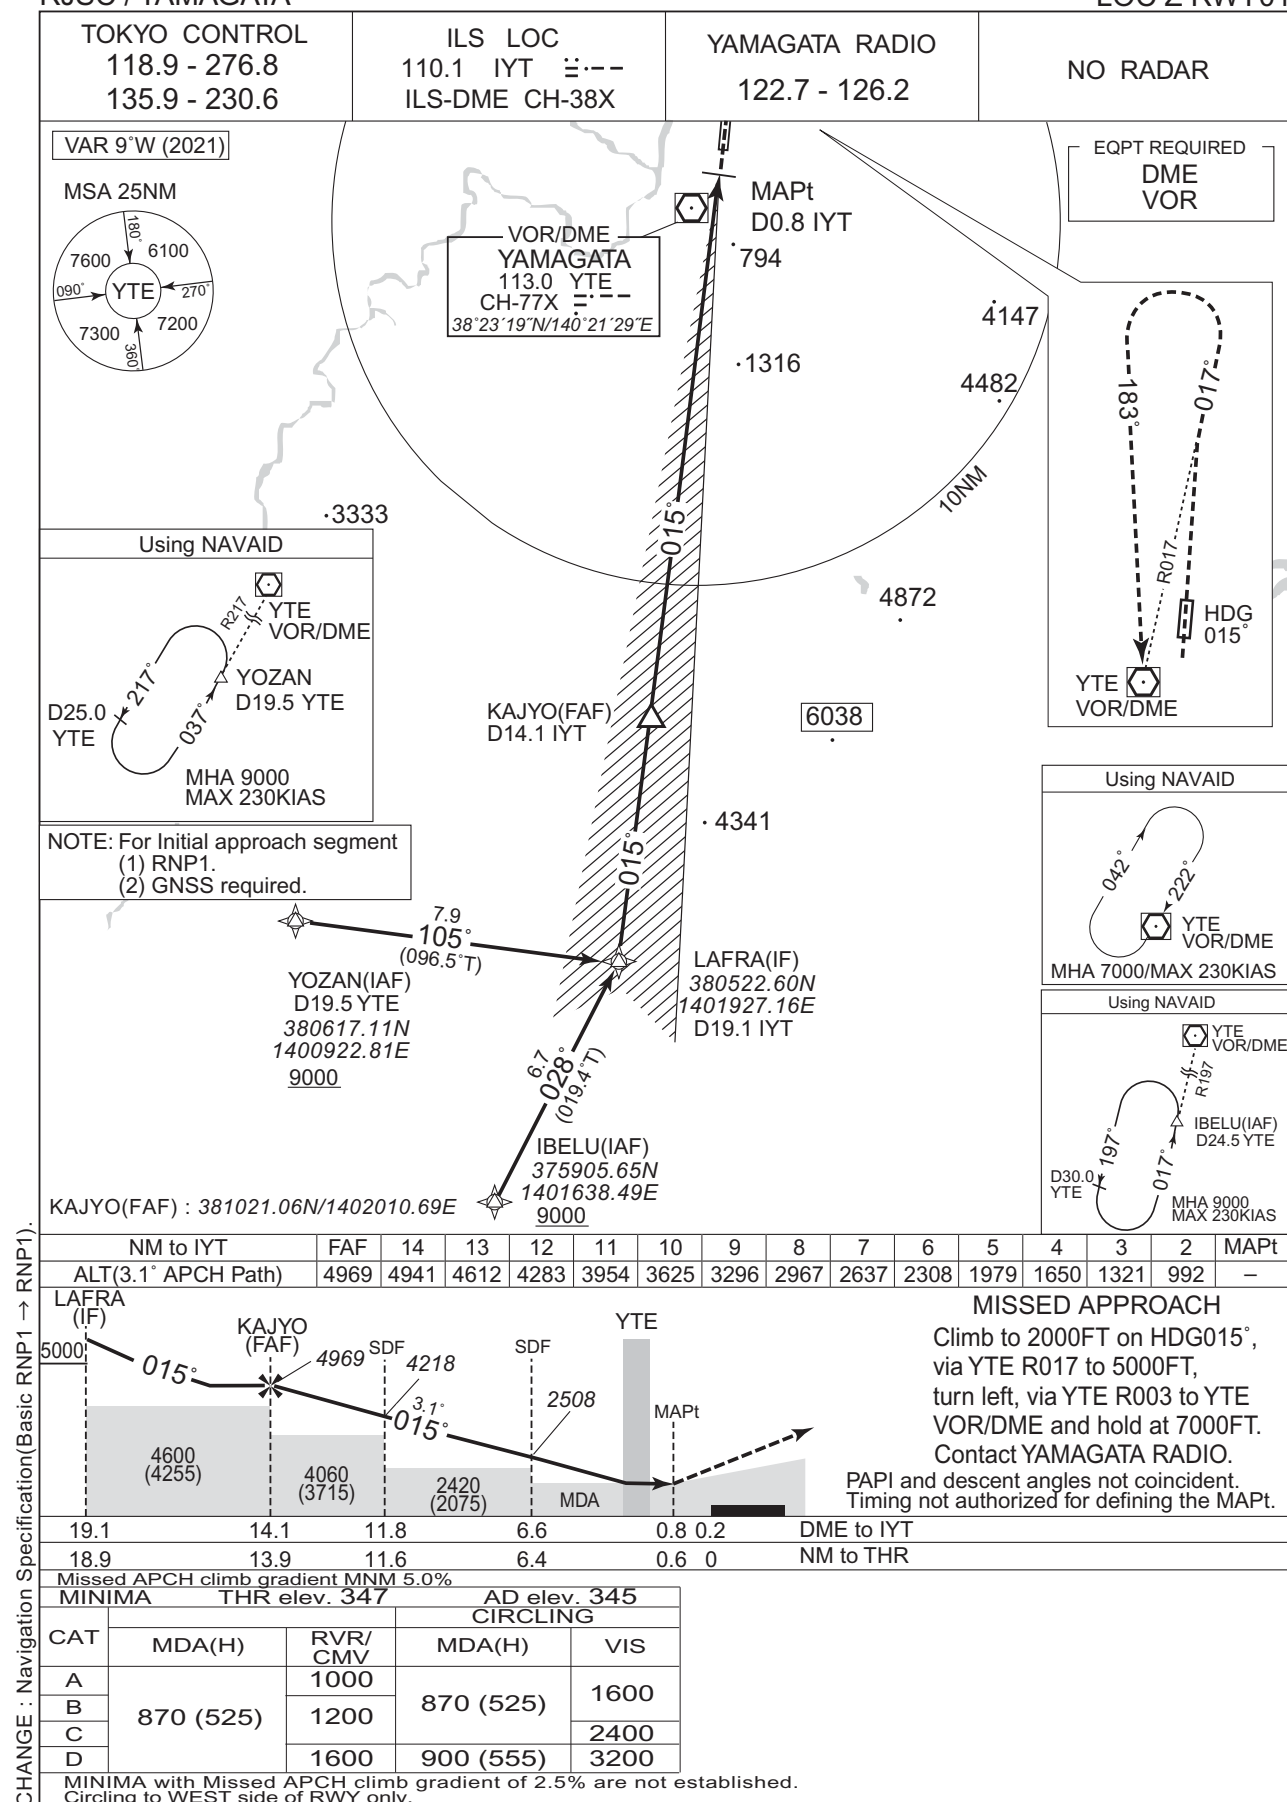 TOKYO CONTROL
118.9 - 276.8
135.9 - 230.6
ILS LOC
110.1 IYT
ILS-DME CH-38X
YAMAGATA RADIO
122.7 - 126.2
NO RADAR
VAR 9°W (2021)
MSA 25NM
180°
7600
6100
090°
YTE
270°
7300
7200
360°
EQPT REQUIRED
DME
VOR
MAPt
D0.8 IYT
VOR/DME
YAMAGATA
113.0 YTE
CH-77X
38°23´19˝N/140°21´29˝E
794
4147
1316
4482
10NM
3333
015°
4872
183°
017°
R017
HDG
015°
YTE
VOR/DME
Using NAVAID
R217
YTE
VOR/DME
217°
YOZAN
D19.5 YTE
D25.0
YTE
037°
MHA 9000
MAX 230KIAS
KAJYO(FAF)
D14.1 IYT
6038
NOTE: For Initial approach segment
(1) RNP1.
(2) GNSS required.
4341
015°
Using NAVAID
042°
222°
YTE
VOR/DME
MHA 7000/MAX 230KIAS
7.9
105°
(096.5°T)
YOZAN(IAF)
D19.5 YTE
380617.11N
1400922.81E
9000
LAFRA(IF)
380522.60N
1401927.16E
D19.1 IYT
6.7
028°
(019.4°T)
IBELU(IAF)
375905.65N
1401638.49E
9000
Using NAVAID
YTE
VOR/DME
R197
IBELU(IAF)
D24.5 YTE
197°
D30.0
YTE
017°
MHA 9000
MAX 230KIAS
KAJYO(FAF) : 381021.06N/1402010.69E
NM to IYT FAF 14 13 12 11 10 9 8 7 6 5 4 3 2 MAPt
ALT(3.1° APCH Path) 4969 4941 4612 4283 3954 3625 3296 2967 2637 2308 1979 1650 1321 992 –
LAFRA
(IF)
5000
015°
KAJYO
(FAF)
4969
SDF
4218
3.1°
015°
SDF
2508
YTE
MAPt
4600
(4255)
4060
(3715)
2420
(2075)
MDA
MISSED APPROACH
Climb to 2000FT on HDG015°,
via YTE R017 to 5000FT,
turn left, via YTE R003 to YTE
VOR/DME and hold at 7000FT.
Contact YAMAGATA RADIO.
PAPI and descent angles not coincident.
Timing not authorized for defining the MAPt.
19.1 14.1 11.8 6.6 0.8 0.2 DME to IYT
18.9 13.9 11.6 6.4 0.6 0 NM to THR
Missed APCH climb gradient MNM 5.0%
MINIMA THR elev. 347 AD elev. 345
CAT
CIRCLING
MDA(H)
RVR/
CMV
MDA(H)
VIS
A
B
C
D
870 (525)
1000
1200
1600
870 (525)
900 (555)
1600
2400
3200
MINIMA with Missed APCH climb gradient of 2.5% are not established.
Circling to WEST side of RWY only.
CHANGE : Navigation Specification(Basic RNP1 → RNP1).